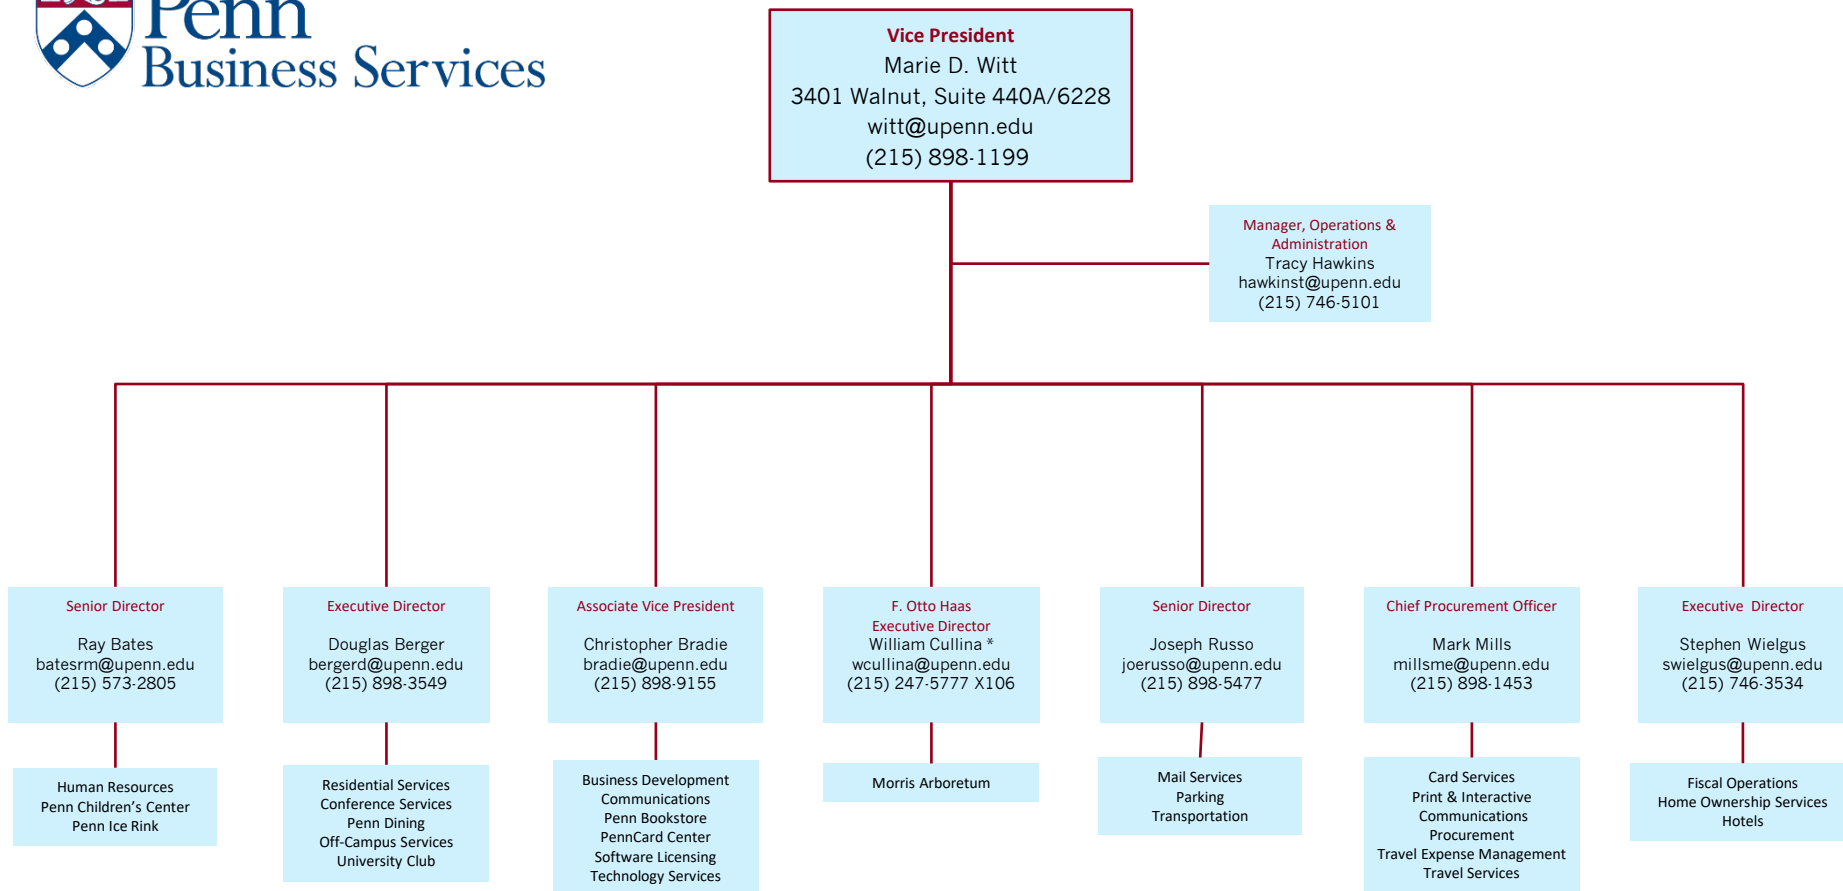 Penn
Business Services
Vice President
Marie D. Witt
3401 Walnut, Suite 440A/6228
witt@upenn.edu
(215) 898-1199
Manager, Operations &
Administration
Tracy Hawkins
hawkinst@upenn.edu
(215) 746-5101
Senior Director
Ray Bates
batesrm@upenn.edu
(215) 573-2805
Executive Director
Douglas Berger
bergerd@upenn.edu
(215) 898-3549
Associate Vice President
Christopher Bradie
bradie@upenn.edu
(215) 898-9155
F. Otto Haas
Executive Director
William Cullina *
wcullina@upenn.edu
(215) 247-5777 X106
Senior Director
Joseph Russo
joerusso@upenn.edu
(215) 898-5477
Chief Procurement Officer
Mark Mills
millsme@upenn.edu
(215) 898-1453
Executive  Director
Stephen Wielgus
swielgus@upenn.edu
(215) 746-3534
Human Resources
Penn Children's Center
Penn Ice Rink
Residential Services
Conference Services
Penn Dining
Off-Campus Services
University Club
Business Development
Communications
Penn Bookstore
PennCard Center
Software Licensing
Technology Services
Morris Arboretum
Mail Services
Parking
Transportation
Card Services
Print & Interactive
Communications
Procurement
Travel Expense Management
Travel Services
Fiscal Operations
Home Ownership Services
Hotels